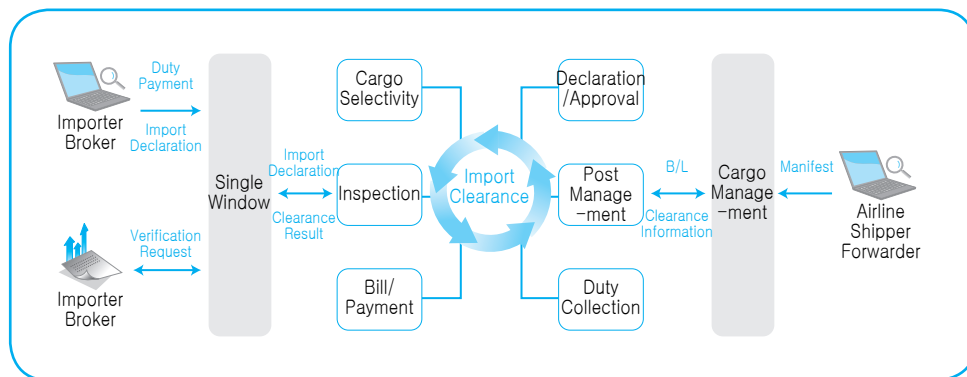 Duty
Payment
Importer
Broker
Import
Declaration
Verification
Request
Importer
Broker
Single
Window
Import
Declaration
Clearance
Result
Cargo
Selectivity
Inspection
Bill/
Payment
Import
Clearance
Declaration
/Approval
Post
Manage
-ment
Duty
Collection
B/L
Clearance
Information
Cargo
Manage
-ment
Manifest
Airline
Shipper
Forwarder